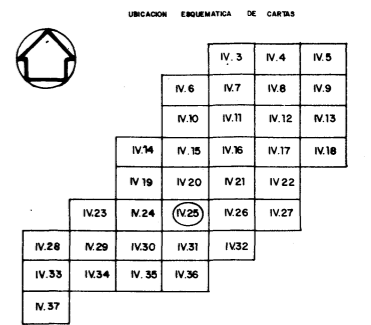 UBICACION ESQUEMATICA DE CARTAS
IV. 3 IV. 4 IV. 5
IV. 6 IV. 7 IV. 8 IV. 9
IV. 10 IV. 11 IV. 12 IV. 13
IV. 14 IV. 15 IV. 16 IV. 17 IV. 18
IV 19 IV 20 IV 21 IV 22
IV.23 IV.24 IV.25 IV.26 IV.27
IV.28 IV.29 IV.30 IV.31 IV.32
IV.33 IV.34 IV. 35 IV.36
IV. 37